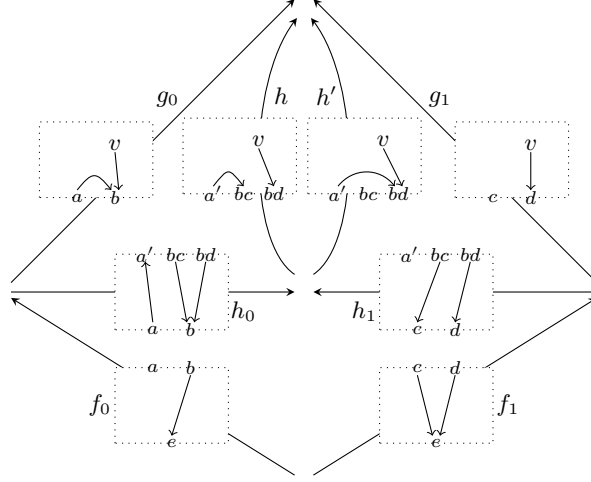 g₀ h h′ g₁
v v v v
a b a′ bc bd a′ bc bd c d
a′ bc bd a′ bc bd
h₀ h₁
a b c d
a b c d
f₀ f₁
e e